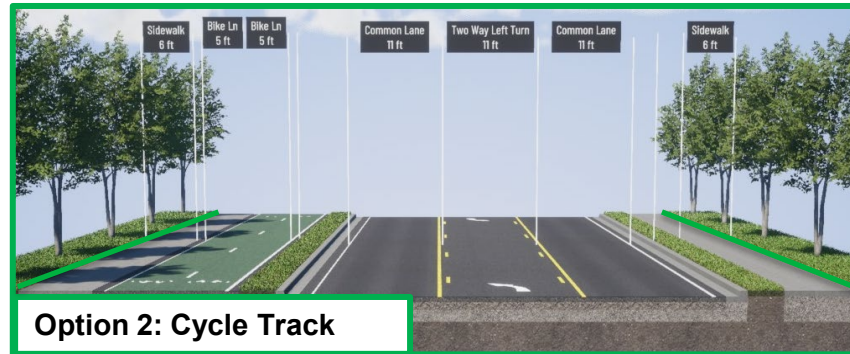 Sidewalk
6 ft
Bike Ln
5 ft
Bike Ln
5 ft
Common Lane
11 ft
Two Way Left Turn
11 ft
Common Lane
11 ft
Sidewalk
6 ft
Option 2: Cycle Track